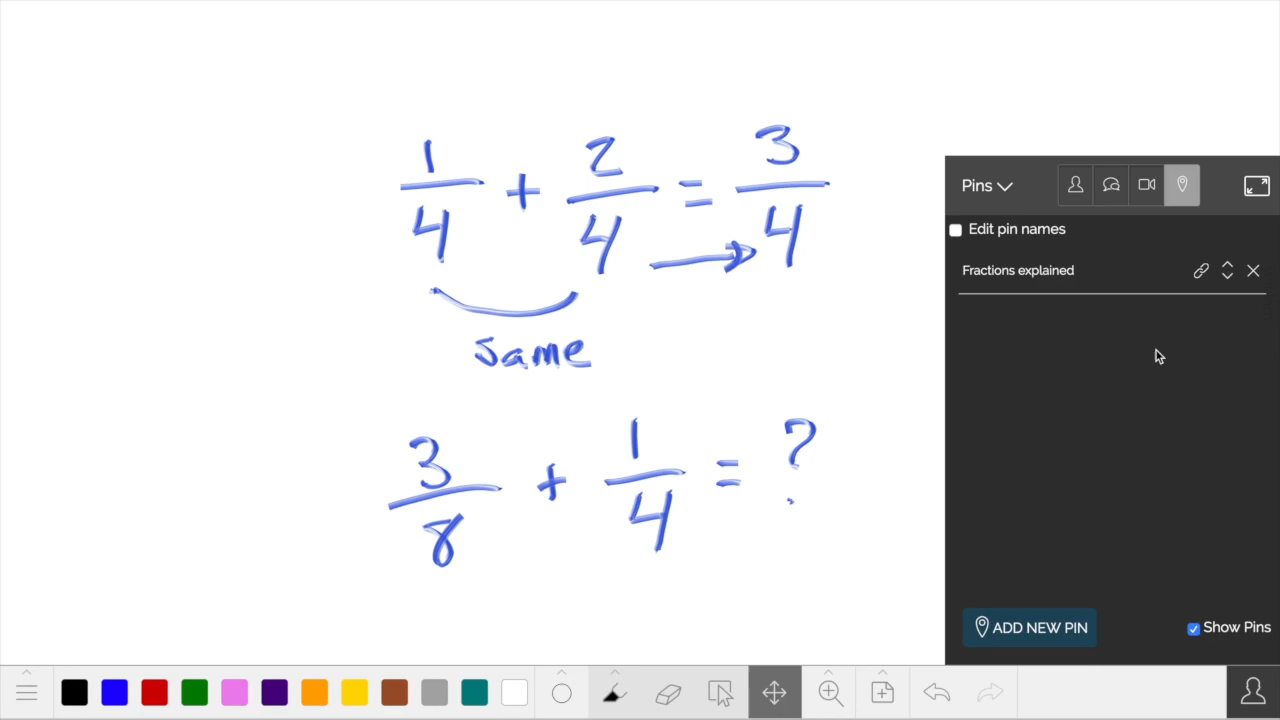 1/4 + 2/4 = 3/4
same
3/8 + 1/4 = ?
Pins
Edit pin names
Fractions explained
ADD NEW PIN
Show Pins